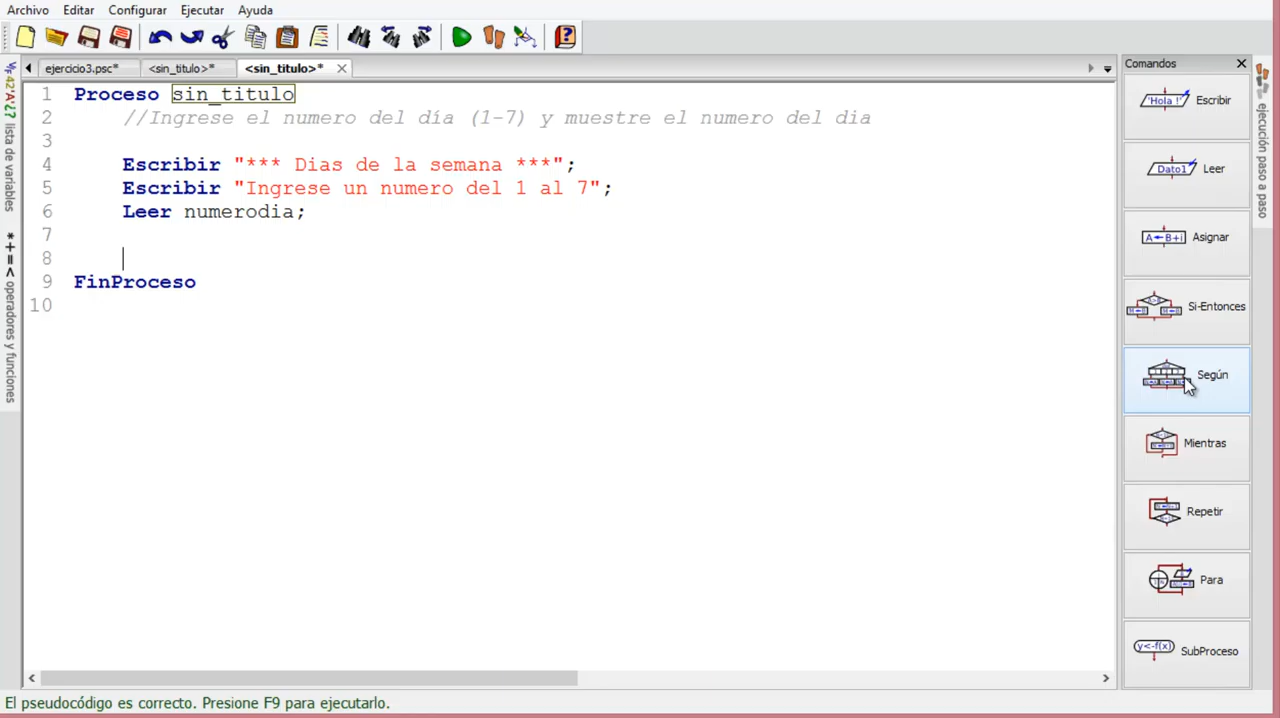 Archivo Editar Configurar Ejecutar Ayuda
ejercicio3.psc* <sin_titulo>* <sin_titulo>*
1 Proceso sin_titulo
2 //Ingrese el numero del día (1-7) y muestre el numero del dia
3
4 Escribir "*** Dias de la semana ***";
5 Escribir "Ingrese un numero del 1 al 7";
6 Leer numerodia;
7
8
9 FinProceso
10
lista de variables
*+=< operadores y funciones
Comandos
'Hola !' Escribir
Dato1 Leer
A←B+i Asignar
Si-Entonces
Según
Mientras
Repetir
Para
y<-f(x) SubProceso
ejecución paso a paso
El pseudocódigo es correcto. Presione F9 para ejecutarlo.